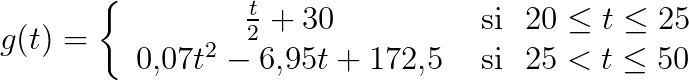 g(t) = { t/2 + 30 si 20 ≤ t ≤ 25
0,07t² − 6,95t + 172,5 si 25 < t ≤ 50